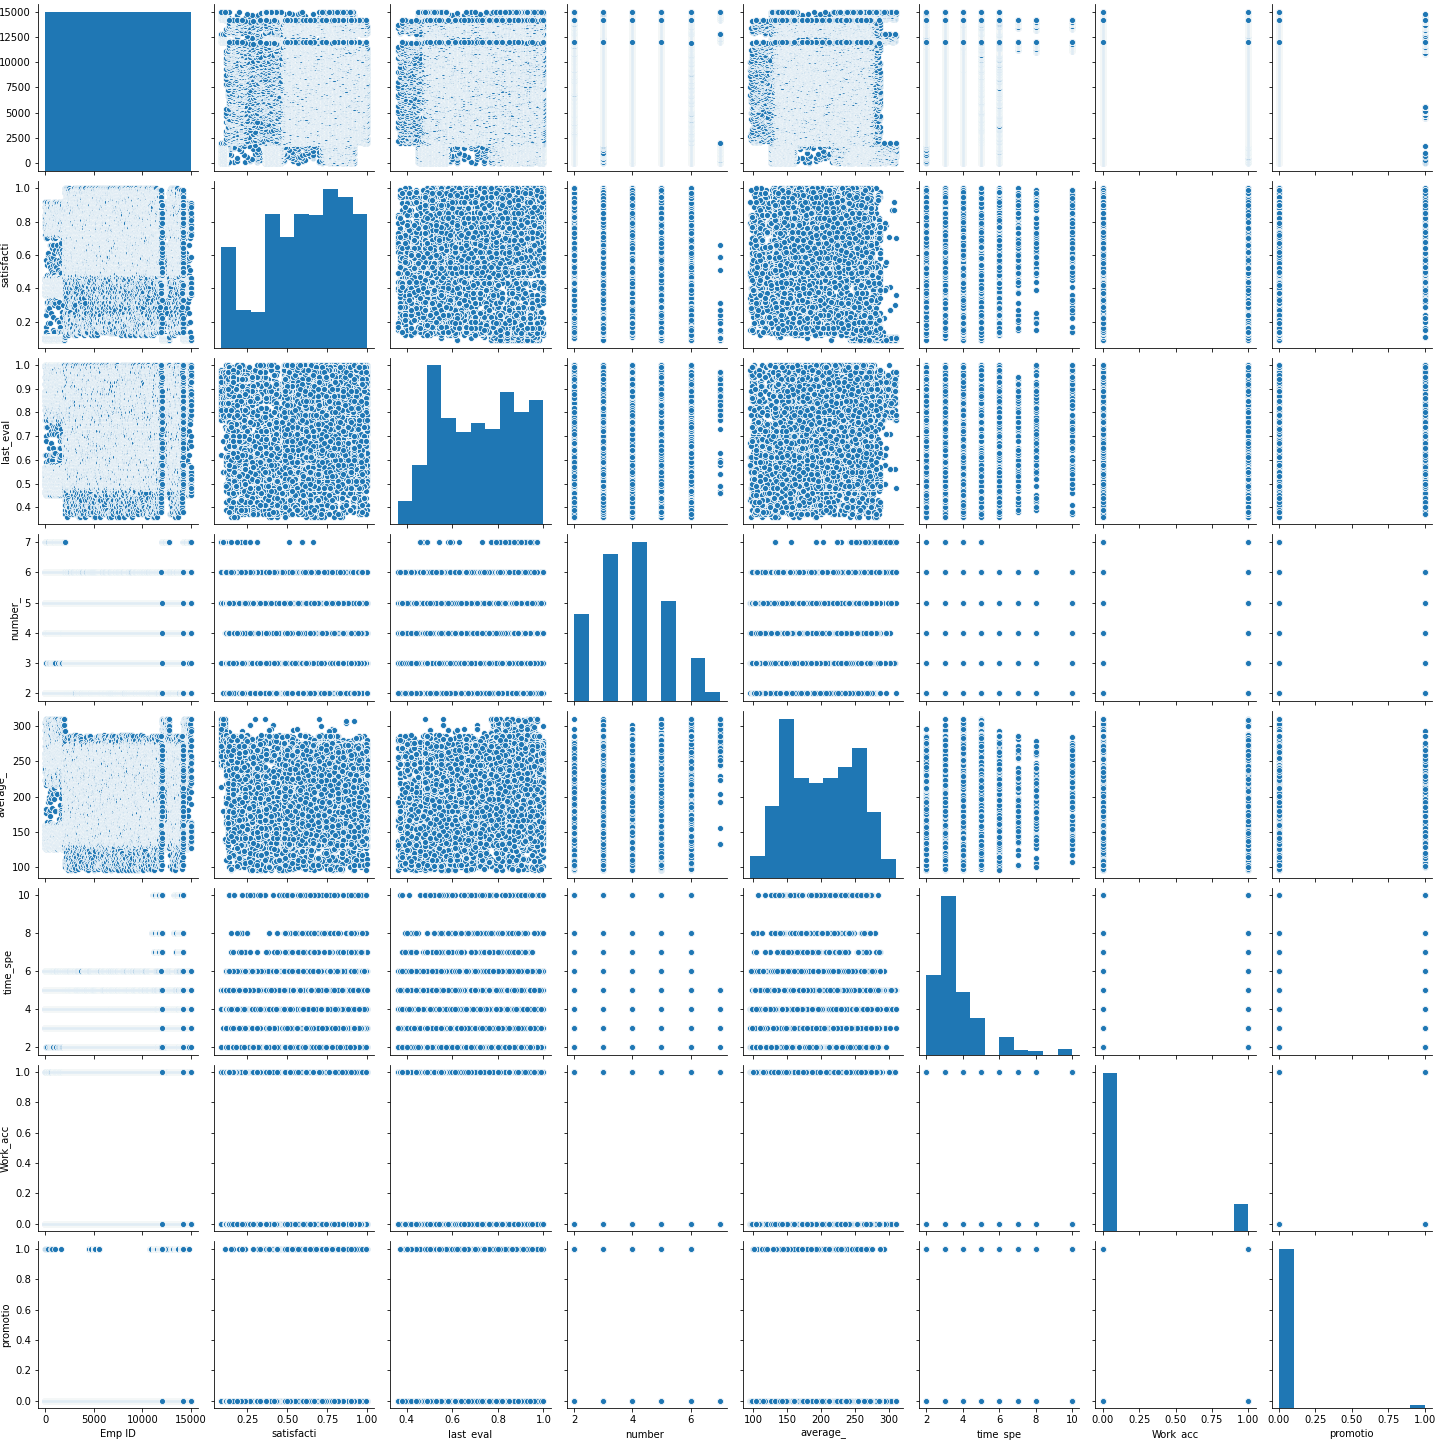 15000
12500
10000
7500
5000
2500
0
1.0
0.8
0.6
0.4
0.2
satisfacti
1.0
0.9
0.8
0.7
0.6
0.5
0.4
last_eval
7
6
5
4
3
2
number_
300
250
200
150
100
average_
10
8
6
4
2
time_spe
1.0
0.8
0.6
0.4
0.2
0.0
Work_acc
1.0
0.8
0.6
0.4
0.2
0.0
promotio
0 5000 10000 15000
Emp ID
0.25 0.50 0.75 1.00
satisfacti
0.4 0.6 0.8 1.0
last_eval
2 4 6
number_
100 150 200 250 300
average_
2 4 6 8 10
time_spe
0.00 0.25 0.50 0.75 1.00
Work_acc
0.00 0.25 0.50 0.75 1.00
promotio